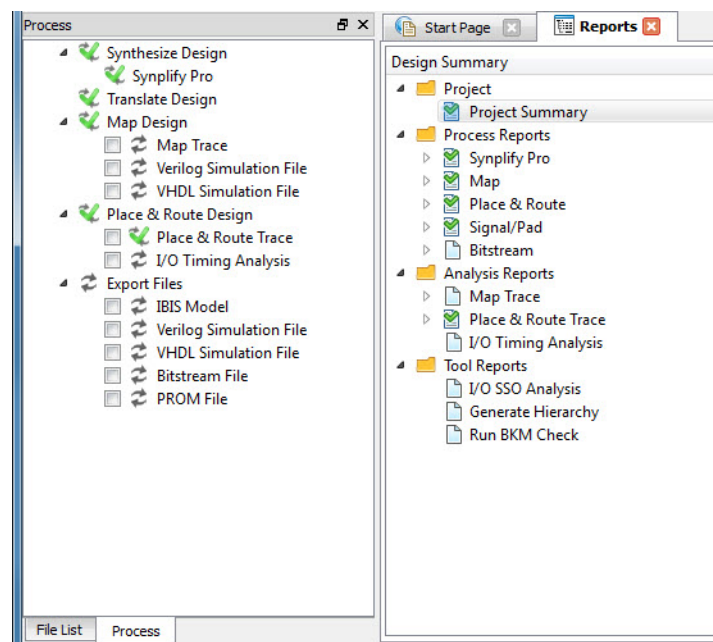 Process
Synthesize Design
Synplify Pro
Translate Design
Map Design
Map Trace
Verilog Simulation File
VHDL Simulation File
Place & Route Design
Place & Route Trace
I/O Timing Analysis
Export Files
IBIS Model
Verilog Simulation File
VHDL Simulation File
Bitstream File
PROM File
File List
Process
Start Page
Reports
Design Summary
Project
Project Summary
Process Reports
Synplify Pro
Map
Place & Route
Signal/Pad
Bitstream
Analysis Reports
Map Trace
Place & Route Trace
I/O Timing Analysis
Tool Reports
I/O SSO Analysis
Generate Hierarchy
Run BKM Check